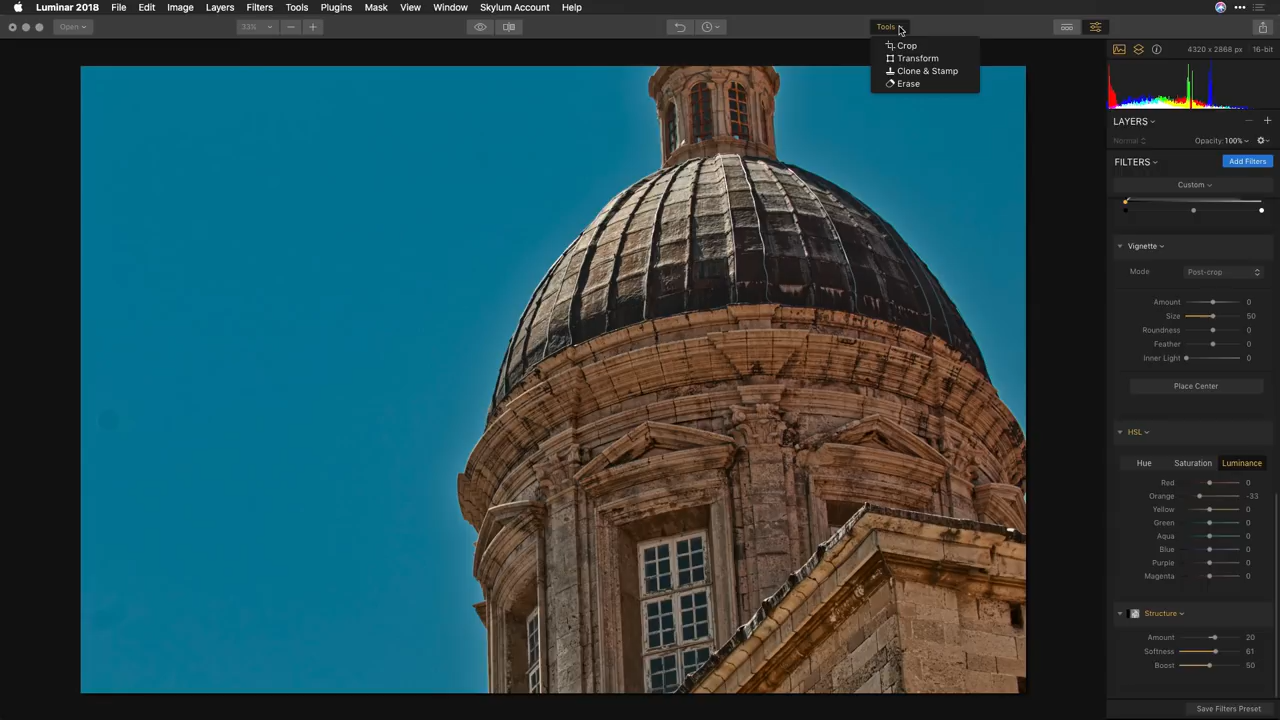 Luminar 2018 File Edit Image Layers Filters Tools Plugins Mask View Window Skylum Account Help
Open 33% Tools
Crop
Transform
Clone & Stamp
Erase
4320 x 2868 px 16-bit
LAYERS
Normal Opacity: 100%
FILTERS Add Filters
Custom
Vignette
Mode Post-crop
Amount 0
Size 50
Roundness 0
Feather 0
Inner Light 0
Place Center
HSL
Hue Saturation Luminance
Red 0
Orange -33
Yellow 0
Green 0
Aqua 0
Blue 0
Purple 0
Magenta 0
Structure
Amount 20
Softness 61
Boost 50
Save Filters Preset